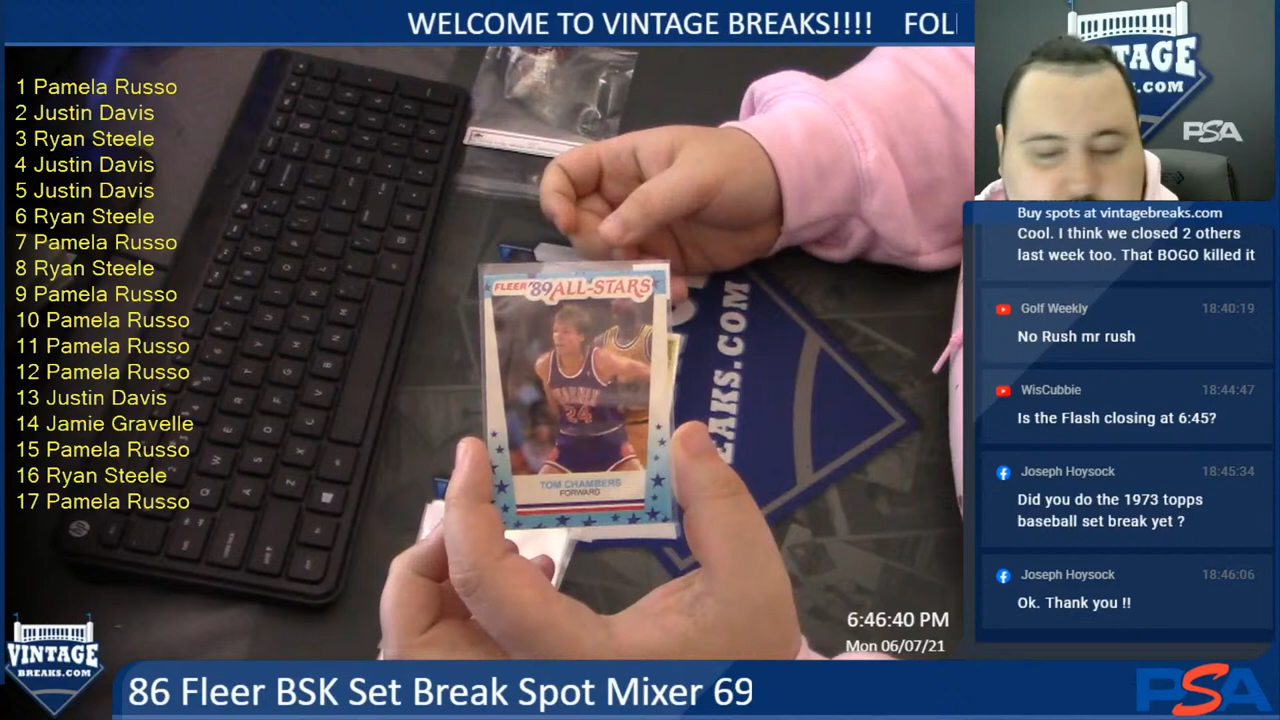 WELCOME TO VINTAGE BREAKS!!!! FOL
1 Pamela Russo
2 Justin Davis
3 Ryan Steele
4 Justin Davis
5 Justin Davis
6 Ryan Steele
7 Pamela Russo
8 Ryan Steele
9 Pamela Russo
10 Pamela Russo
11 Pamela Russo
12 Pamela Russo
13 Justin Davis
14 Jamie Gravelle
15 Pamela Russo
16 Ryan Steele
17 Pamela Russo
FLEER '89 ALL-STARS
24
TOM CHAMBERS
FORWARD
EAKS.COM
TAGE
.COM
PSA
Buy spots at vintagebreaks.com
Cool. I think we closed 2 others
last week too. That BOGO killed it
Golf Weekly 18:40:19
No Rush mr rush
WisCubbie 18:44:47
Is the Flash closing at 6:45?
Joseph Hoysock 18:45:34
Did you do the 1973 topps
baseball set break yet ?
Joseph Hoysock 18:46:06
Ok. Thank you !!
6:46:40 PM
Mon 06/07/21
VINTAGE
BREAKS.COM
86 Fleer BSK Set Break Spot Mixer 69
PSA